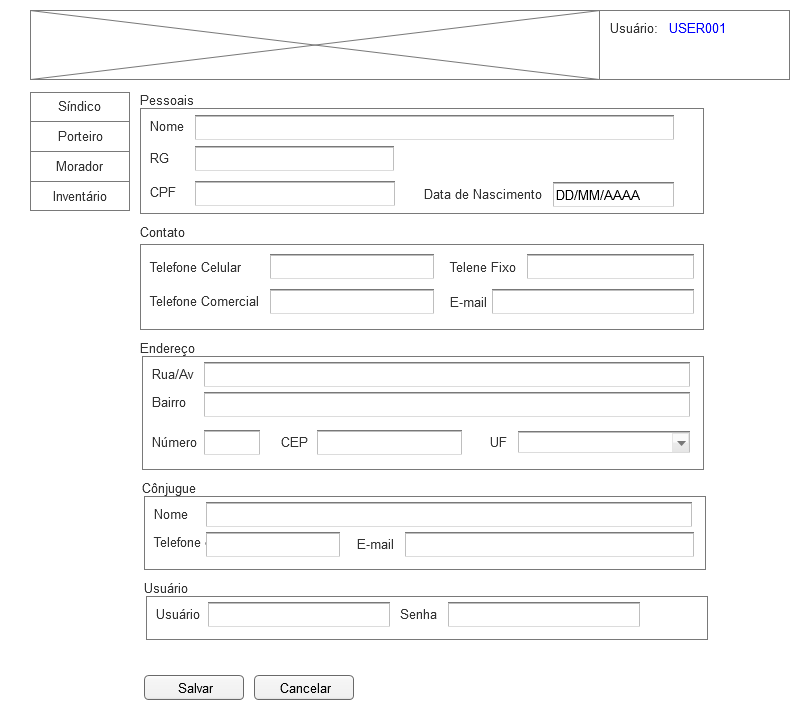 Usuário: USER001
Síndico
Porteiro
Morador
Inventário
Pessoais
Nome
RG
CPF
Data de Nascimento DD/MM/AAAA
Contato
Telefone Celular
Telene Fixo
Telefone Comercial
E-mail
Endereço
Rua/Av
Bairro
Número
CEP
UF
Cônjugue
Nome
Telefone
E-mail
Usuário
Usuário
Senha
Salvar
Cancelar